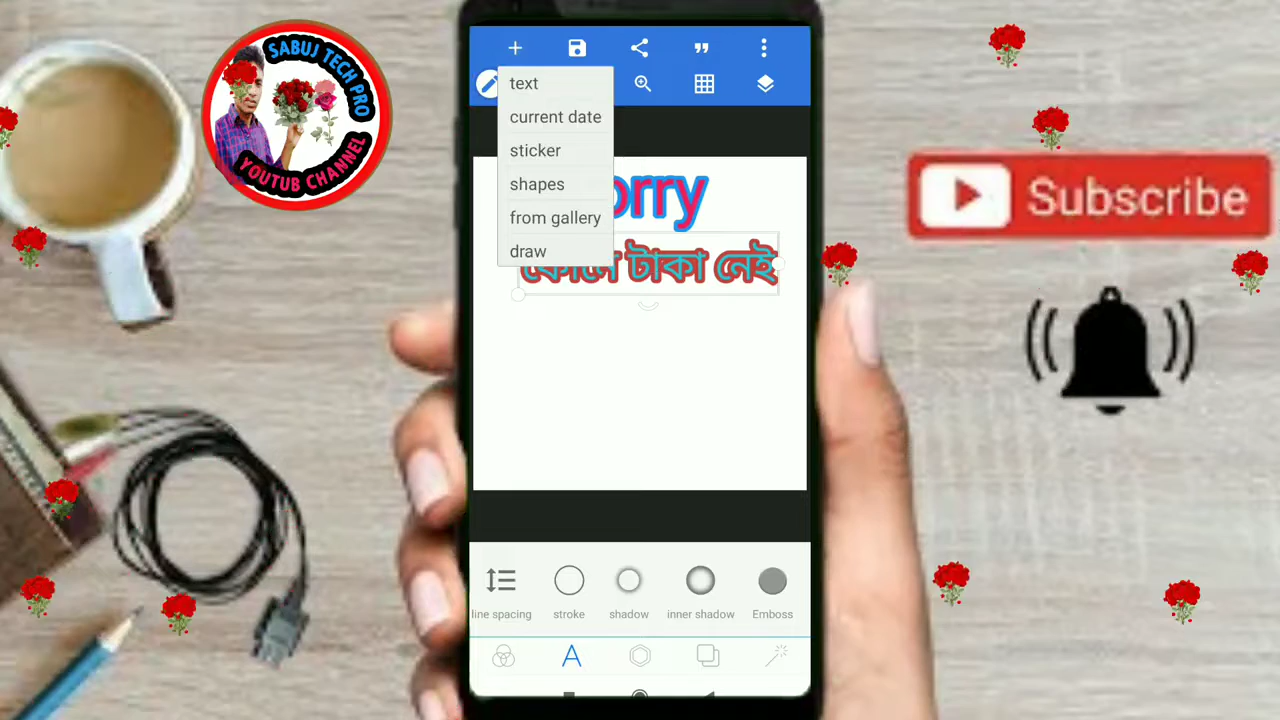 SABUJ TECH PRO
YOUTUB CHANNEL
text
current date
sticker
shapes
from gallery
draw
টাকা নেই
Subscribe
line spacing
stroke
shadow
inner shadow
Emboss